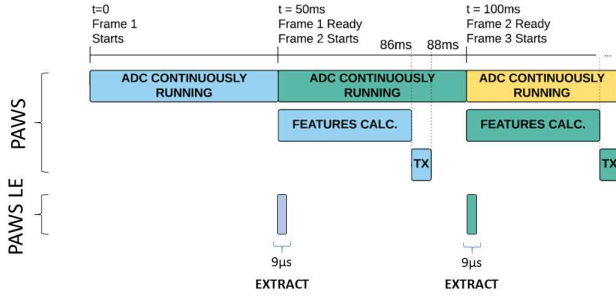 t=0
Frame 1
Starts
t = 50ms
Frame 1 Ready
Frame 2 Starts
86ms
88ms
t = 100ms
Frame 2 Ready
Frame 3 Starts
...
PAWS
ADC CONTINUOUSLY
RUNNING
ADC CONTINUOUSLY
RUNNING
ADC CONTINUOUSLY
RUNNING
FEATURES CALC.
FEATURES CALC.
TX
TX
PAWS LE
9µs
9µs
EXTRACT
EXTRACT